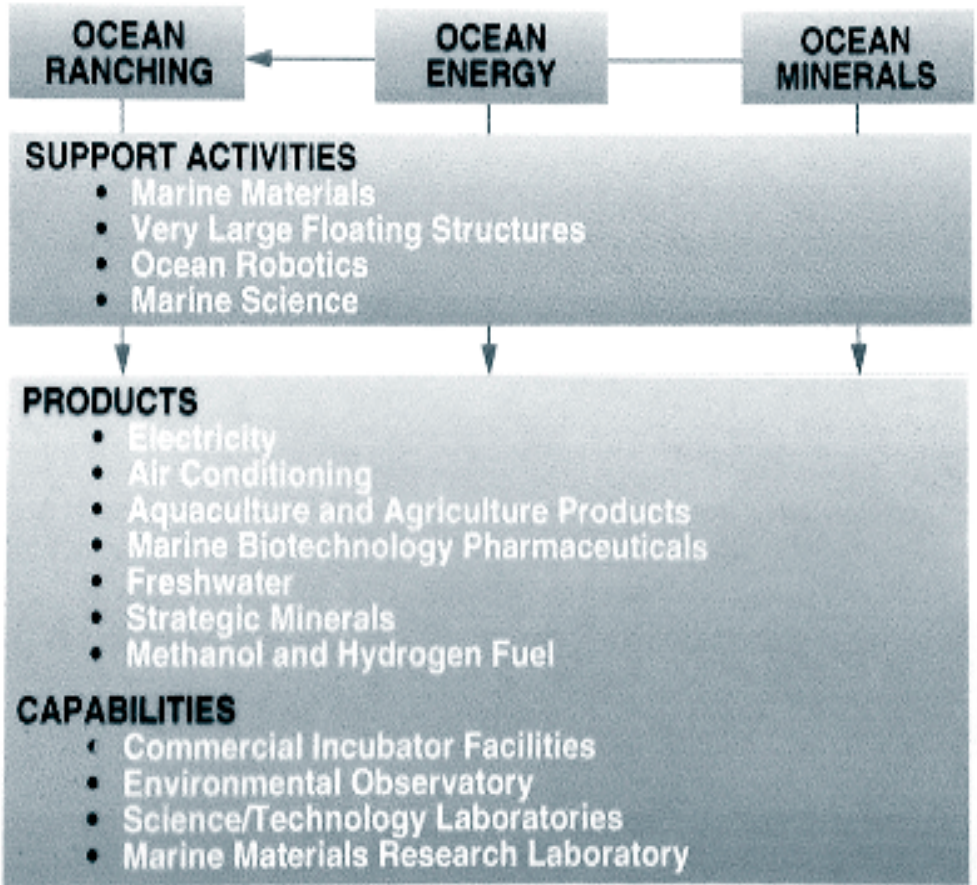 OCEAN
RANCHING
OCEAN
ENERGY
OCEAN
MINERALS
SUPPORT ACTIVITIES
• Marine Materials
• Very Large Floating Structures
• Ocean Robotics
• Marine Science
PRODUCTS
• Electricity
• Air Conditioning
• Aquaculture and Agriculture Products
• Marine Biotechnology Pharmaceuticals
• Freshwater
• Strategic Minerals
• Methanol and Hydrogen Fuel
CAPABILITIES
• Commercial Incubator Facilities
• Environmental Observatory
• Science/Technology Laboratories
• Marine Materials Research Laboratory